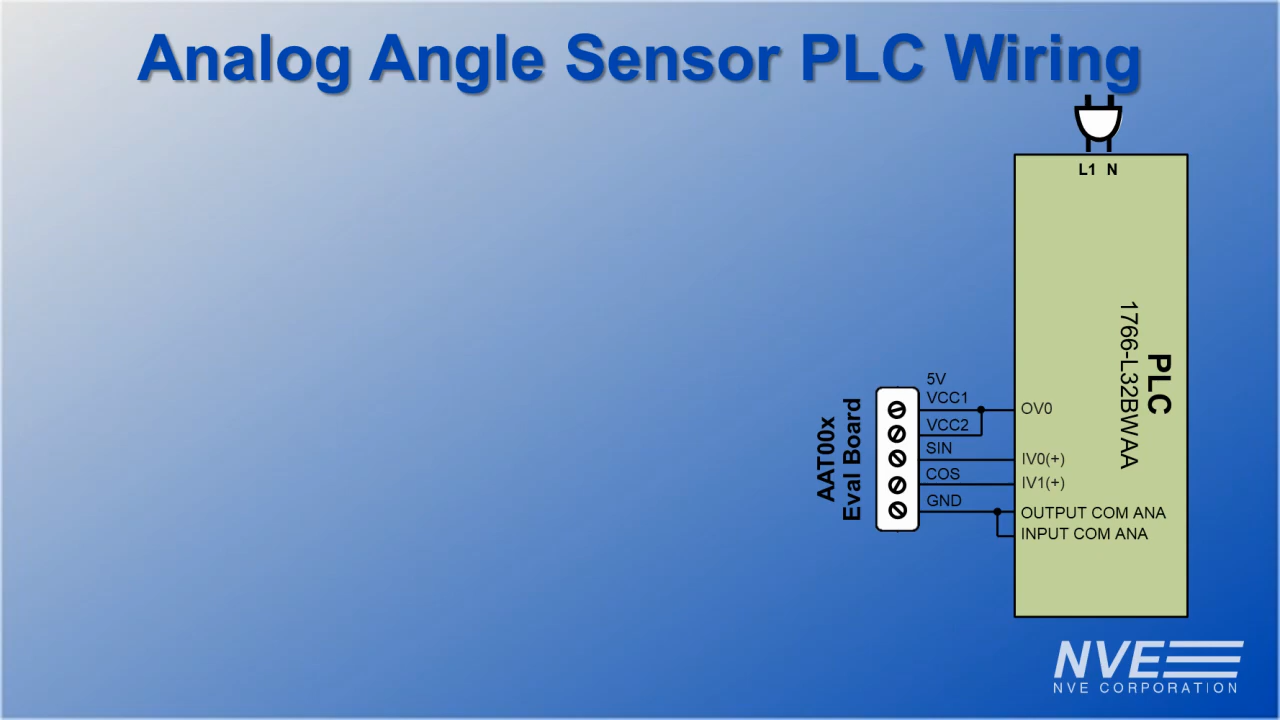 Analog Angle Sensor PLC Wiring
L1 N
PLC
1766-L32BWAA
AAT00x
Eval Board
5V
VCC1
VCC2
SIN
COS
GND
OV0
IV0(+)
IV1(+)
OUTPUT COM ANA
INPUT COM ANA
NVE
NVE CORPORATION